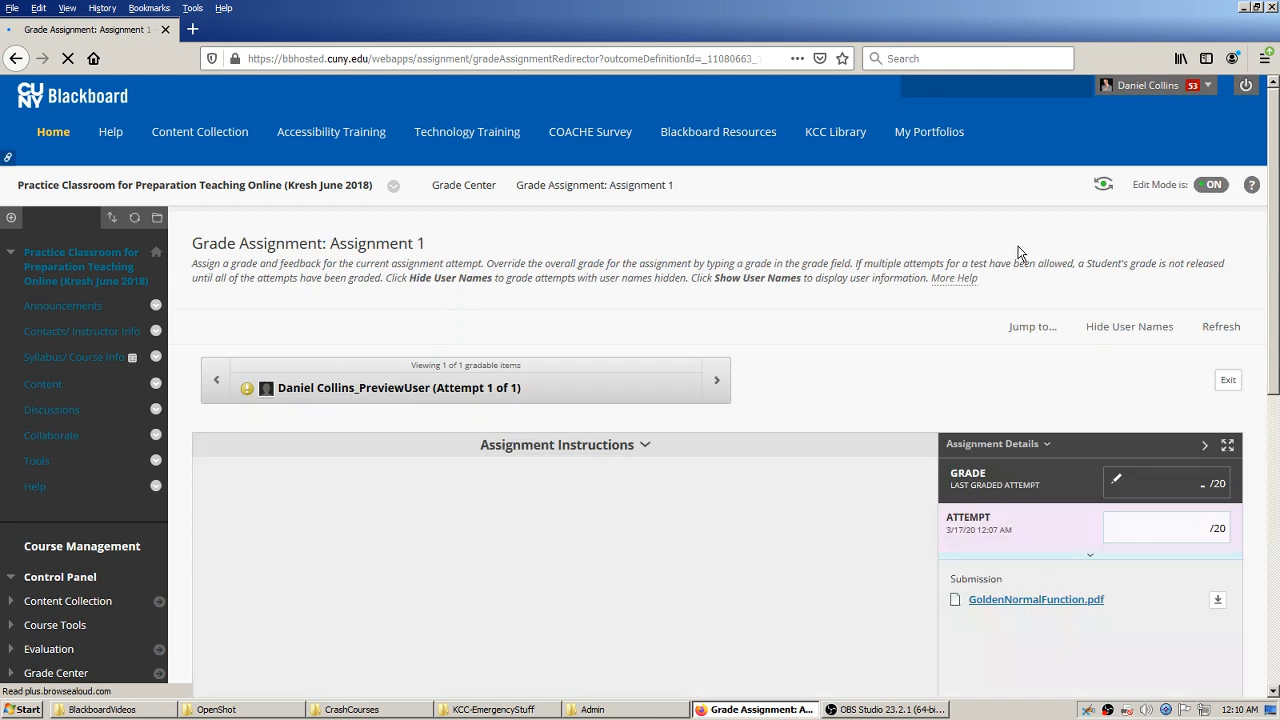 File Edit View History Bookmarks Tools Help
Grade Assignment: Assignment 1
https://bbhosted.cuny.edu/webapps/assignment/gradeAssignmentRedirector?outcomeDefinitionId=_11080663_1
Search
CUNY Blackboard
Daniel Collins 53
Home Help Content Collection Accessibility Training Technology Training COACHE Survey Blackboard Resources KCC Library My Portfolios
Practice Classroom for Preparation Teaching Online (Kresh June 2018) Grade Center Grade Assignment: Assignment 1 Edit Mode is: ON ?
Practice Classroom for
Preparation Teaching
Online (Kresh June 2018)
Announcements
Contacts/ Instructor Info
Syllabus/ Course Info
Content
Discussions
Collaborate
Tools
Help
Course Management
Control Panel
Content Collection
Course Tools
Evaluation
Grade Center
Grade Assignment: Assignment 1
Assign a grade and feedback for the current assignment attempt. Override the overall grade for the assignment by typing a grade in the grade field. If multiple attempts for a test have been allowed, a Student's grade is not released
until all of the attempts have been graded. Click Hide User Names to grade attempts with user names hidden. Click Show User Names to display user information. More Help
Jump to... Hide User Names Refresh
Viewing 1 of 1 gradable items
Daniel Collins_PreviewUser (Attempt 1 of 1)
Exit
Assignment Instructions
Assignment Details
GRADE
LAST GRADED ATTEMPT
- /20
ATTEMPT
3/17/20 12:07 AM
/20
Submission
GoldenNormalFunction.pdf
Read plus.browsealoud.com
Start BlackboardVideos OpenShot CrashCourses KCC-EmergencyStuff Admin Grade Assignment: A... OBS Studio 23.2.1 (64-bi... 12:10 AM